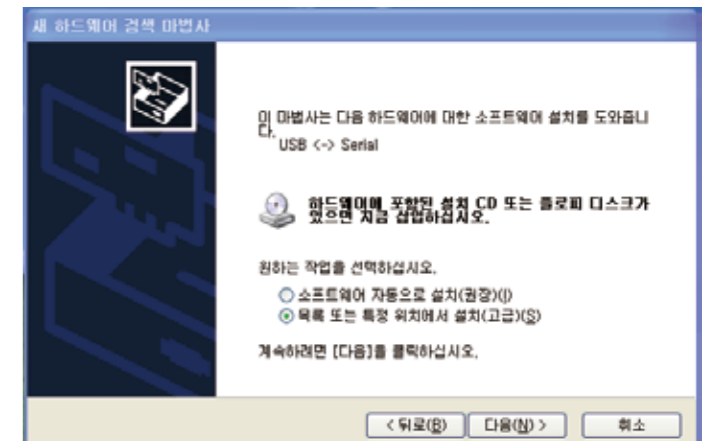 새 하드웨어 검색 마법사
이 마법사는 다음 하드웨어에 대한 소프트웨어 설치를 도와줍니
다.
USB <-> Serial
하드웨어에 포함된 설치 CD 또는 플로피 디스크가
있으면 지금 삽입하십시오.
원하는 작업을 선택하십시오.
소프트웨어 자동으로 설치(권장)(I)
목록 또는 특정 위치에서 설치(고급)(S)
계속하려면 [다음]을 클릭하십시오.
< 뒤로(B) 다음(N) > 취소